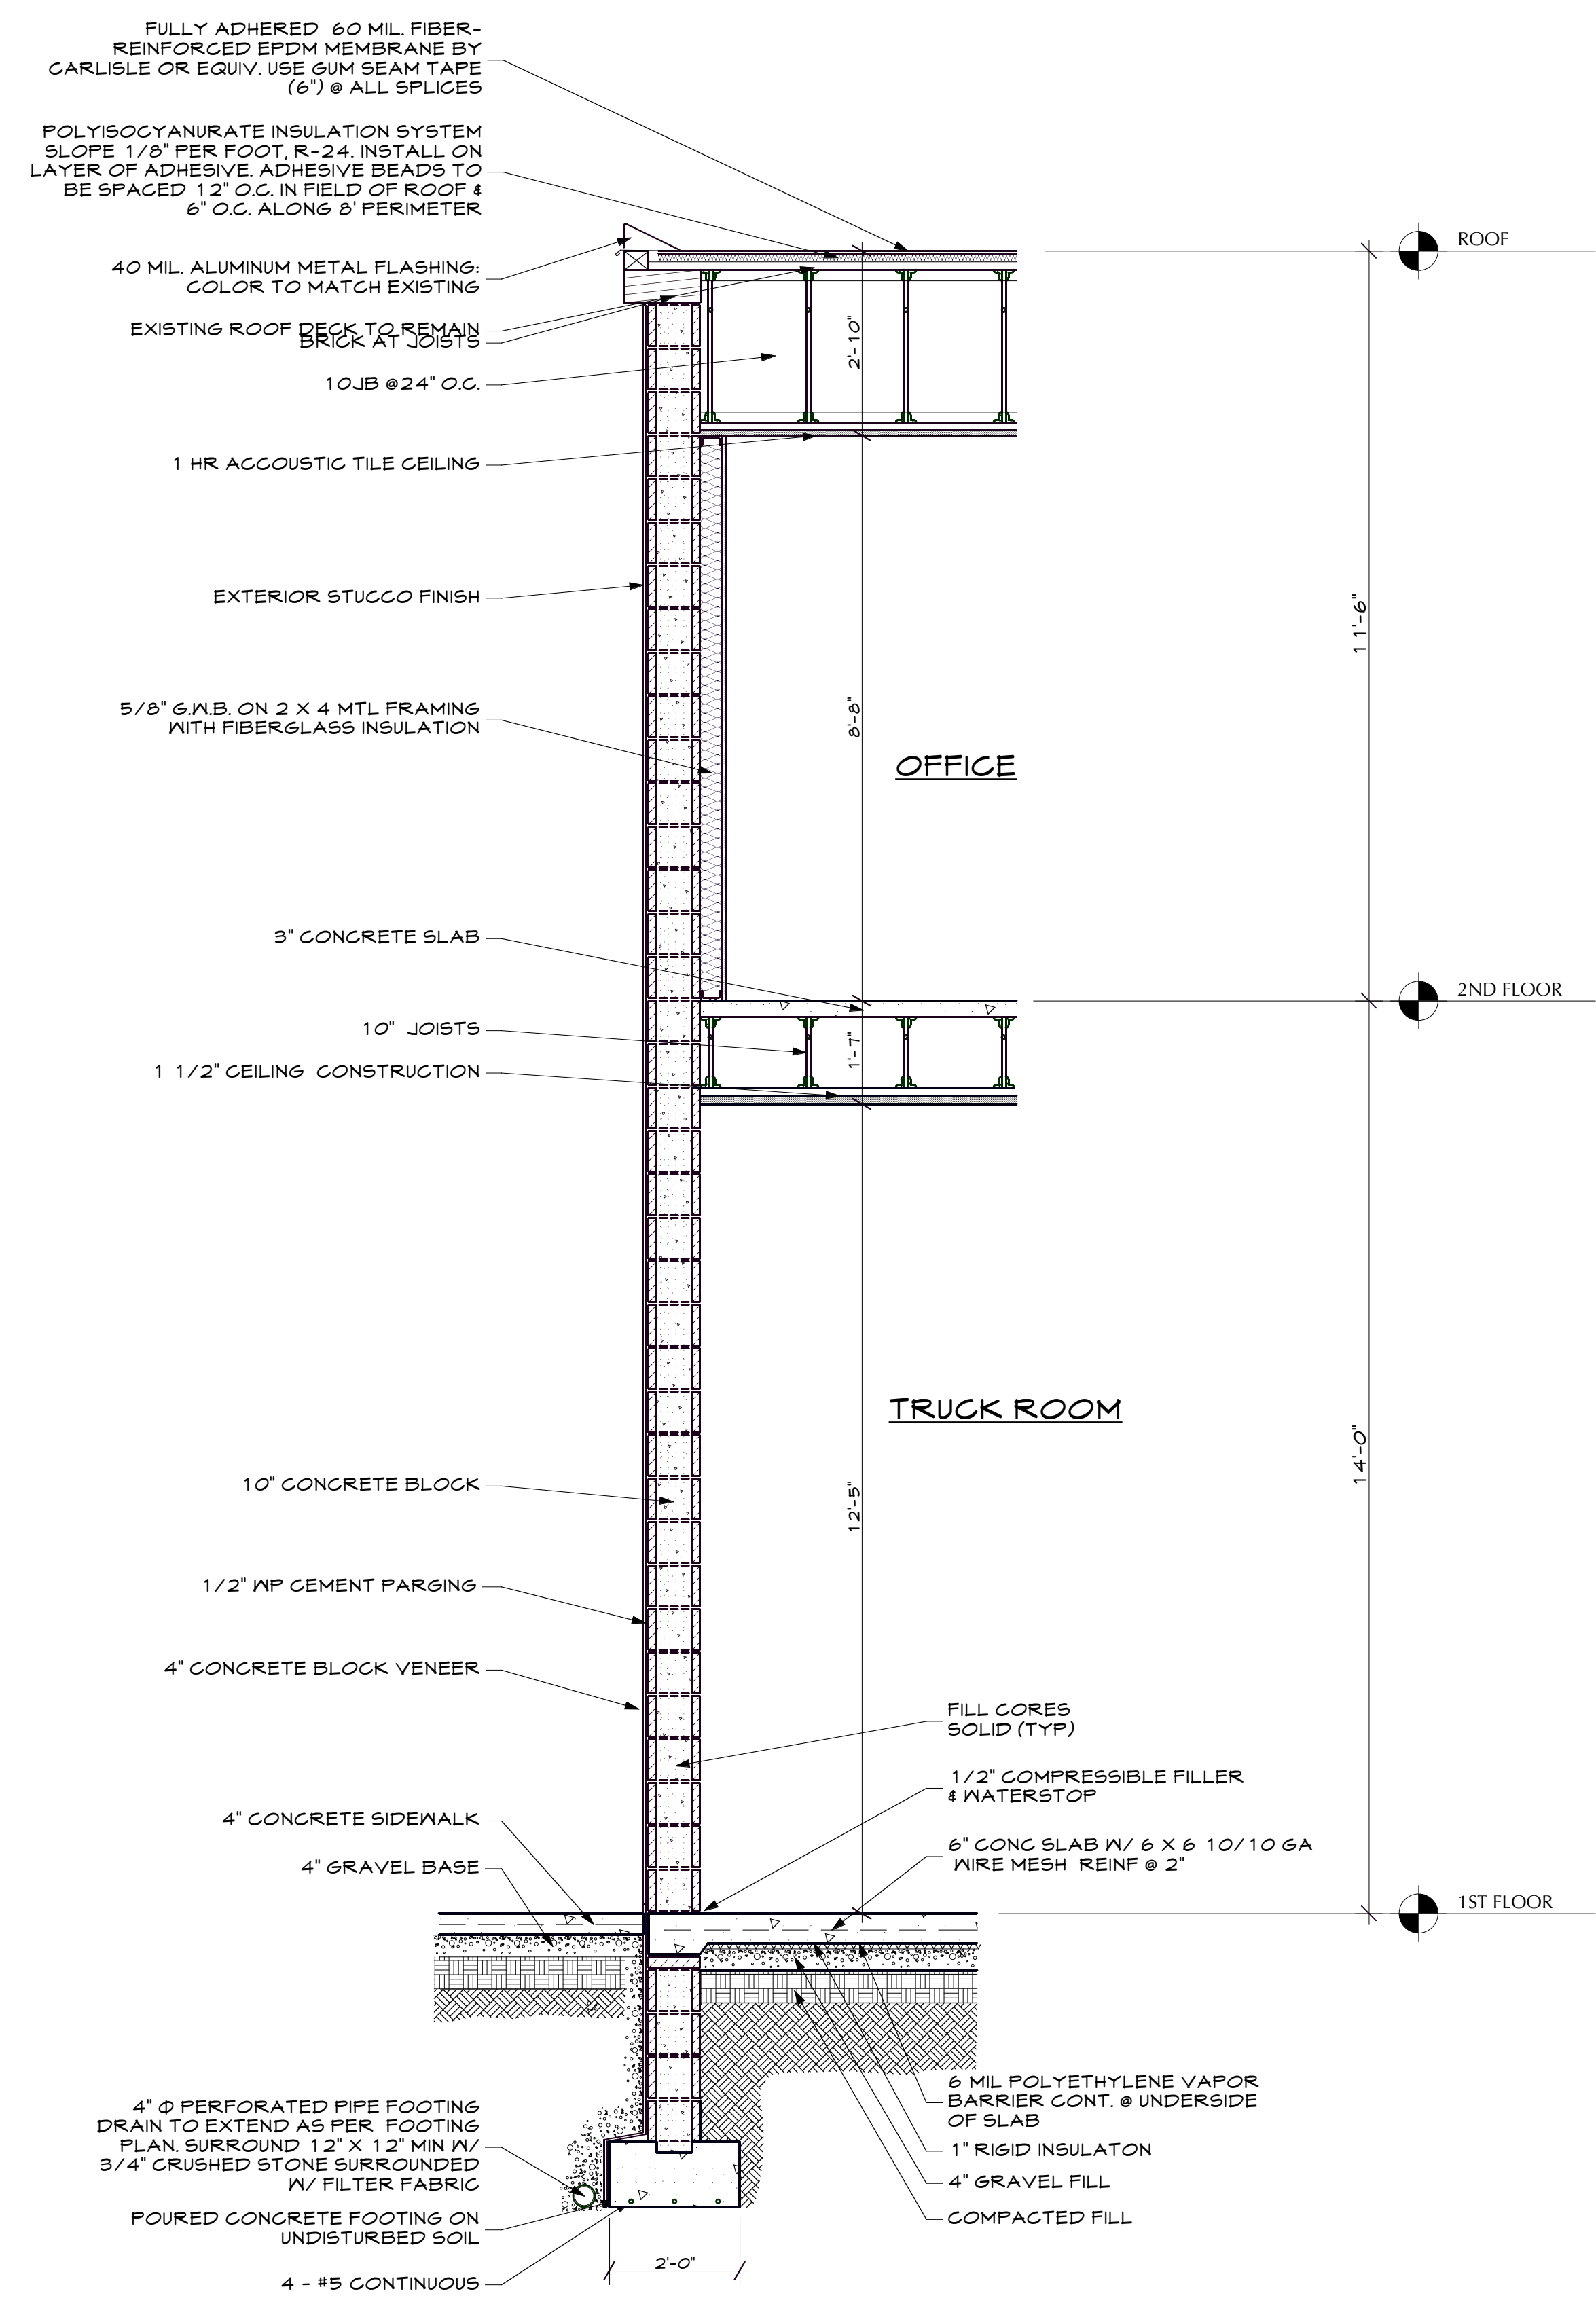 FULLY ADHERED 60 MIL. FIBER-
REINFORCED EPDM MEMBRANE BY
CARLISLE OR EQUIV. USE GUM SEAM TAPE
(6") @ ALL SPLICES
POLYISOCYANURATE INSULATION SYSTEM
SLOPE 1/8" PER FOOT, R-24. INSTALL ON
LAYER OF ADHESIVE. ADHESIVE BEADS TO
BE SPACED 12" O.C. IN FIELD OF ROOF &
6" O.C. ALONG 8' PERIMETER
40 MIL. ALUMINUM METAL FLASHING:
COLOR TO MATCH EXISTING
EXISTING ROOF DECK TO REMAIN
BRICK AT JOISTS
10JB @24" O.C.
1 HR ACCOUSTIC TILE CEILING
EXTERIOR STUCCO FINISH
5/8" G.W.B. ON 2 X 4 MTL FRAMING
WITH FIBERGLASS INSULATION
3" CONCRETE SLAB
10" JOISTS
1 1/2" CEILING CONSTRUCTION
10" CONCRETE BLOCK
1/2" WP CEMENT PARGING
4" CONCRETE BLOCK VENEER
4" CONCRETE SIDEWALK
4" GRAVEL BASE
4" Φ PERFORATED PIPE FOOTING
DRAIN TO EXTEND AS PER FOOTING
PLAN. SURROUND 12" X 12" MIN W/
3/4" CRUSHED STONE SURROUNDED
W/ FILTER FABRIC
POURED CONCRETE FOOTING ON
UNDISTURBED SOIL
4 - #5 CONTINUOUS
2'-10"
8'-8"
OFFICE
1'-7"
TRUCK ROOM
12'-5"
FILL CORES
SOLID (TYP)
1/2" COMPRESSIBLE FILLER
& WATERSTOP
6" CONC SLAB W/ 6 X 6 10/10 GA
WIRE MESH REINF @ 2"
6 MIL POLYETHYLENE VAPOR
BARRIER CONT. @ UNDERSIDE
OF SLAB
1" RIGID INSULATON
4" GRAVEL FILL
COMPACTED FILL
2'-0"
ROOF
11'-6"
2ND FLOOR
14'-0"
1ST FLOOR